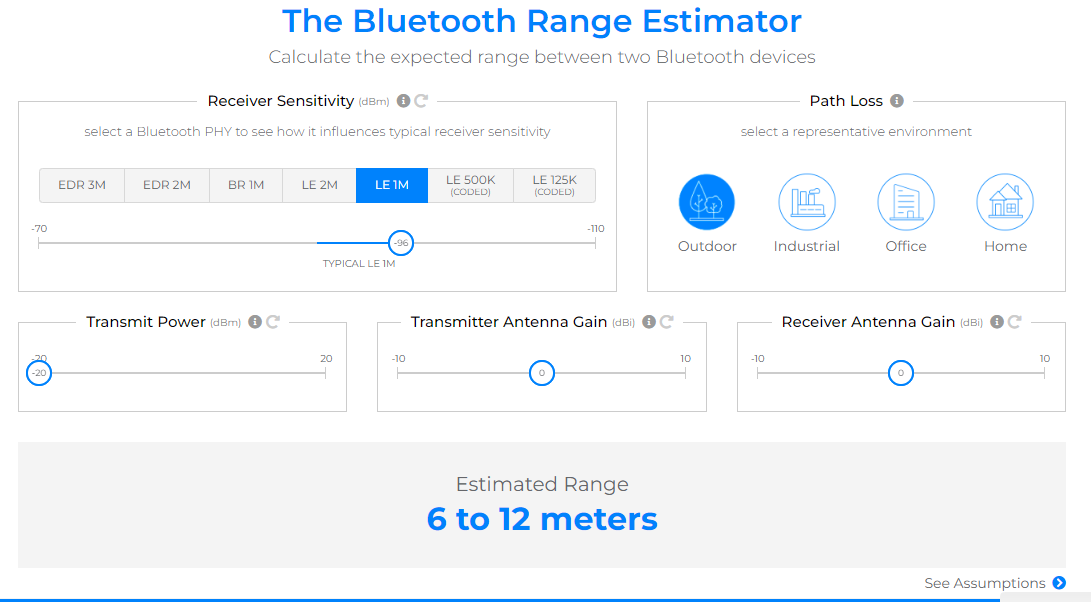 The Bluetooth Range Estimator
Calculate the expected range between two Bluetooth devices
Receiver Sensitivity (dBm)
select a Bluetooth PHY to see how it influences typical receiver sensitivity
EDR 3M EDR 2M BR 1M LE 2M LE 1M LE 500K (CODED) LE 125K (CODED)
-70 -110
-96
TYPICAL LE 1M
Path Loss
select a representative environment
Outdoor Industrial Office Home
Transmit Power (dBm)
-20 20
-20
Transmitter Antenna Gain (dBi)
-10 10
0
Receiver Antenna Gain (dBi)
-10 10
0
Estimated Range
6 to 12 meters
See Assumptions